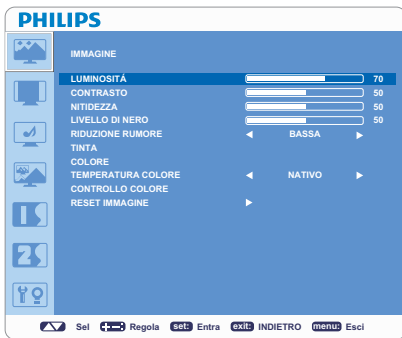 PHILIPS
IMMAGINE
LUMINOSITÁ 70
CONTRASTO 50
NITIDEZZA 50
LIVELLO DI NERO 50
RIDUZIONE RUMORE BASSA
TINTA
COLORE
TEMPERATURA COLORE NATIVO
CONTROLLO COLORE
RESET IMMAGINE
Sel Regola set: Entra exit: INDIETRO menu: Esci